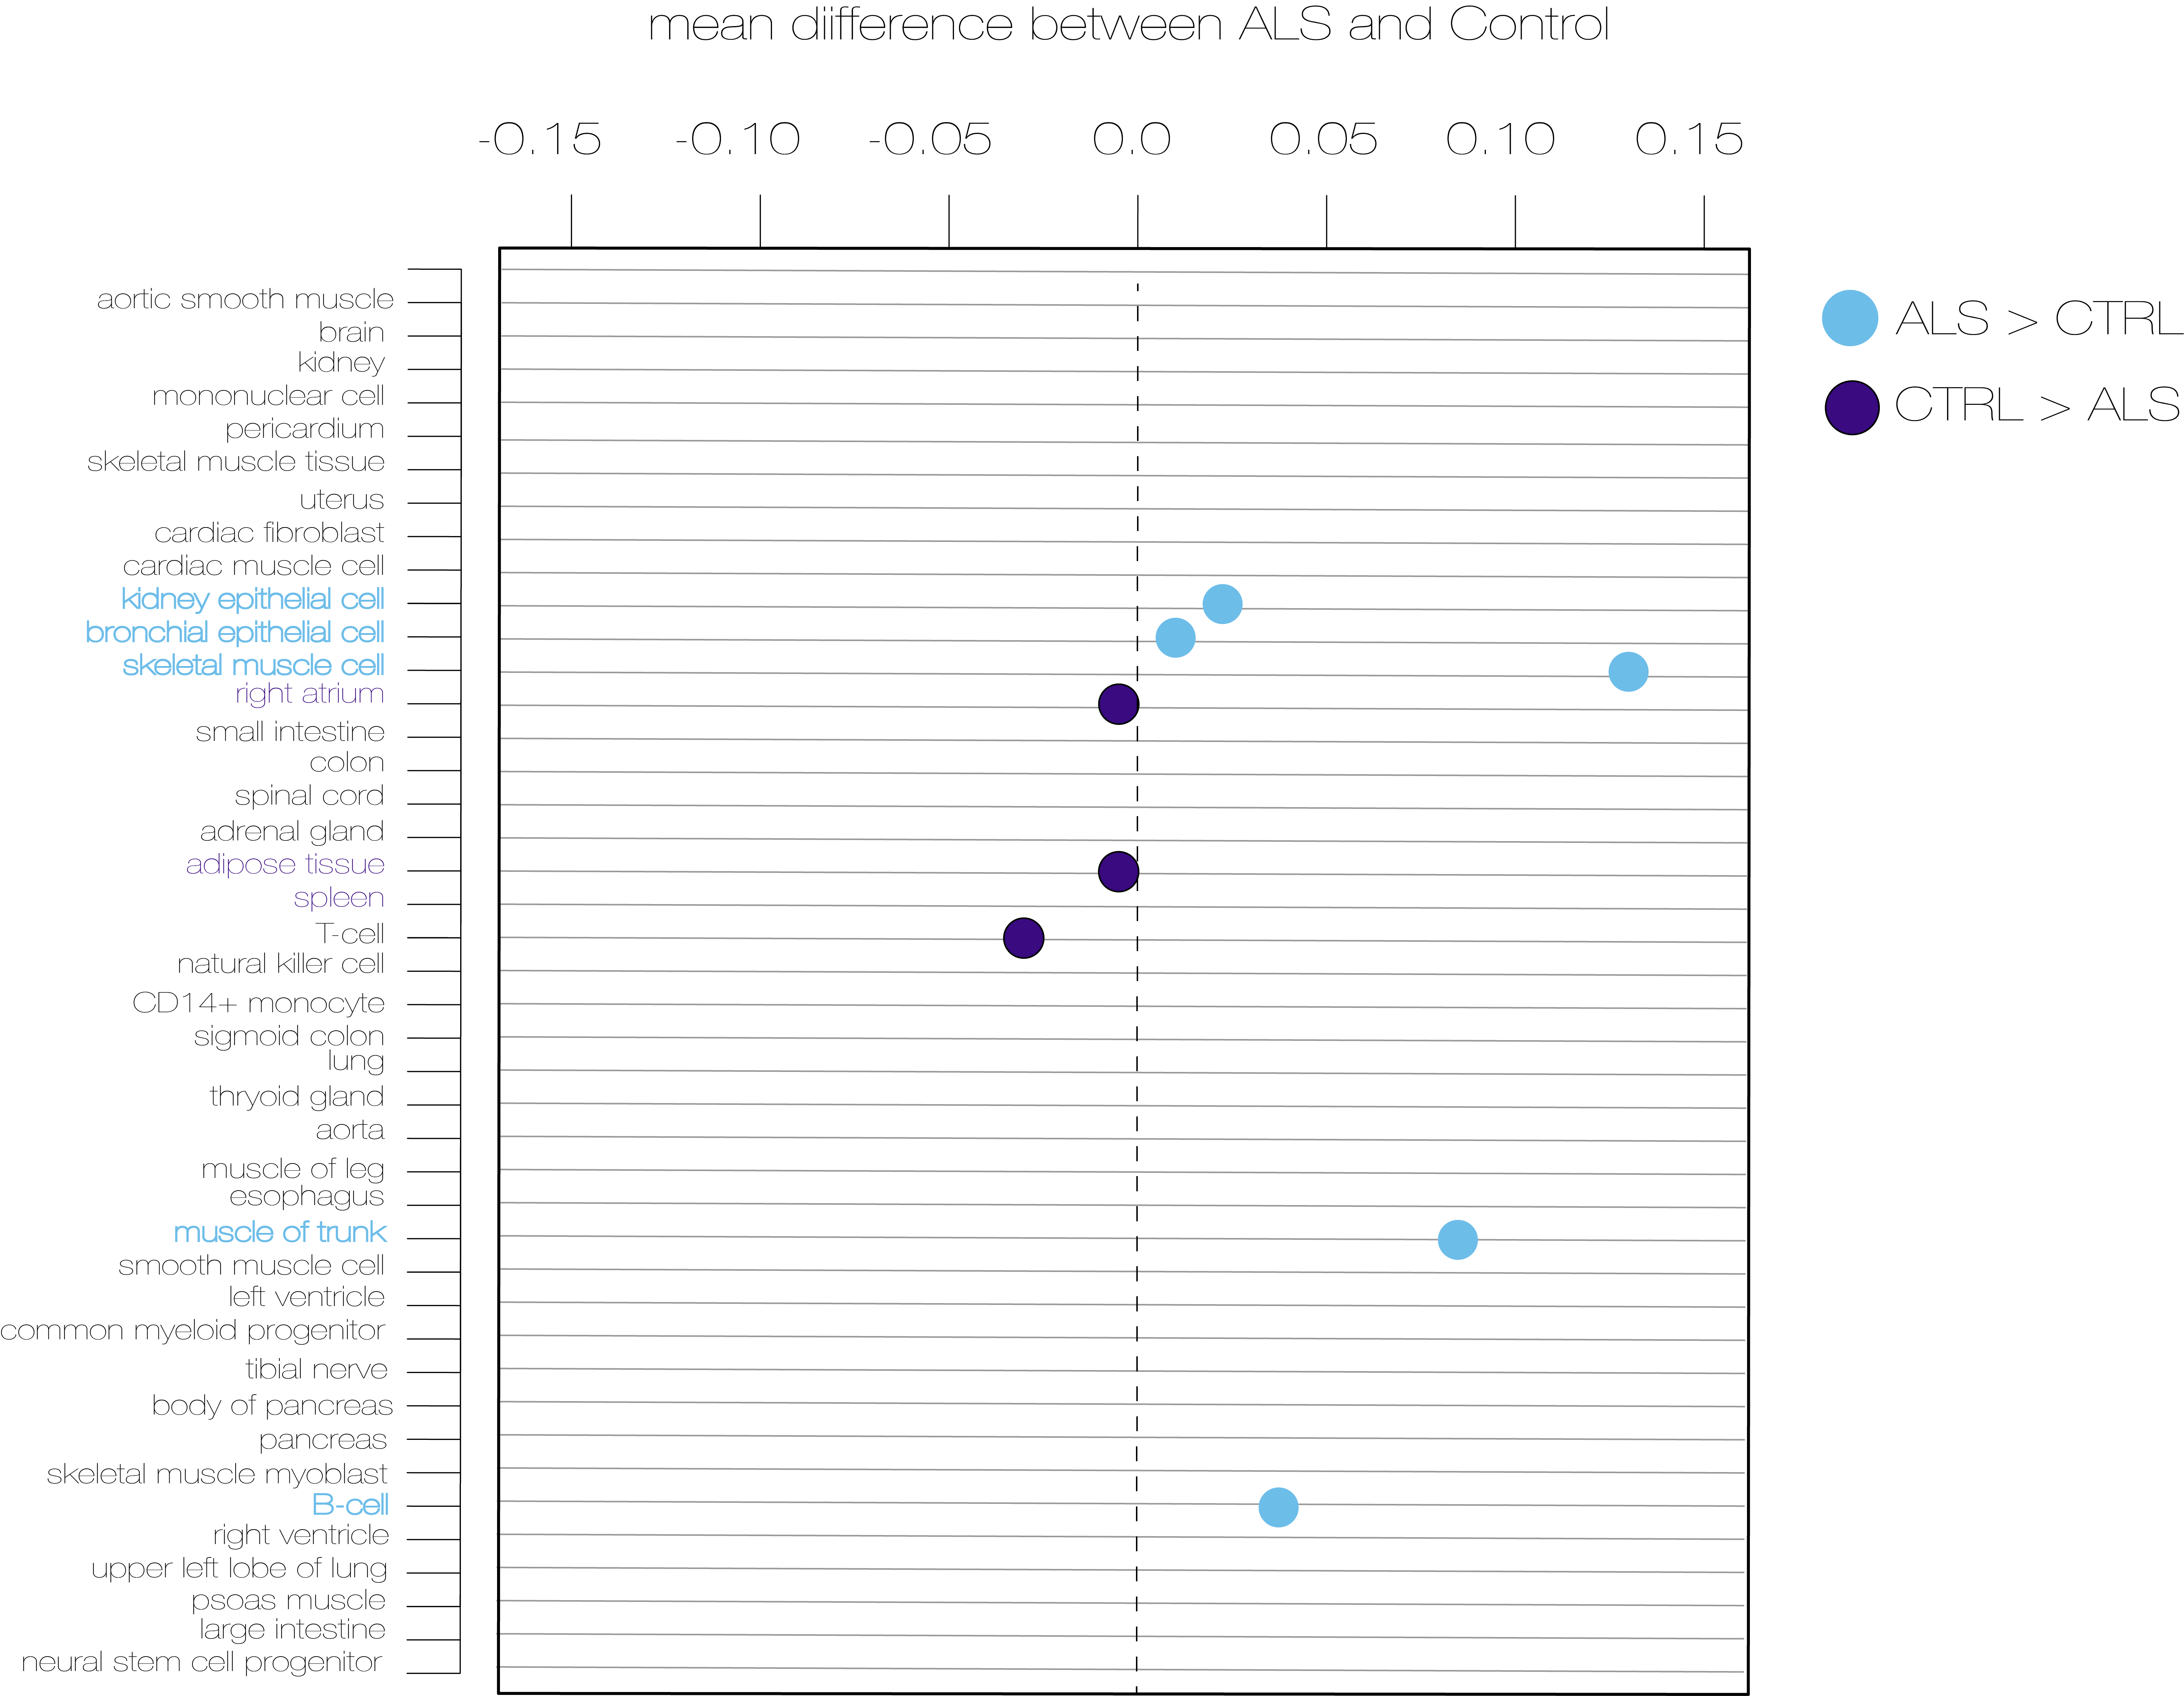 mean diifference between ALS and Control
-0.15 -0.10 -0.05 0.0 0.05 0.10 0.15
ALS > CTRL
CTRL > ALS
aortic smooth muscle
brain
kidney
mononuclear cell
pericardium
skeletal muscle tissue
uterus
cardiac fibroblast
cardiac muscle cell
kidney epithelial cell
bronchial epithelial cell
skeletal muscle cell
right atrium
small intestine
colon
spinal cord
adrenal gland
adipose tissue
spleen
T-cell
natural killer cell
CD14+ monocyte
sigmoid colon
lung
thryoid gland
aorta
muscle of leg
esophagus
muscle of trunk
smooth muscle cell
left ventricle
common myeloid progenitor
tibial nerve
body of pancreas
pancreas
skeletal muscle myoblast
B-cell
right ventricle
upper left lobe of lung
psoas muscle
large intestine
neural stem cell progenitor